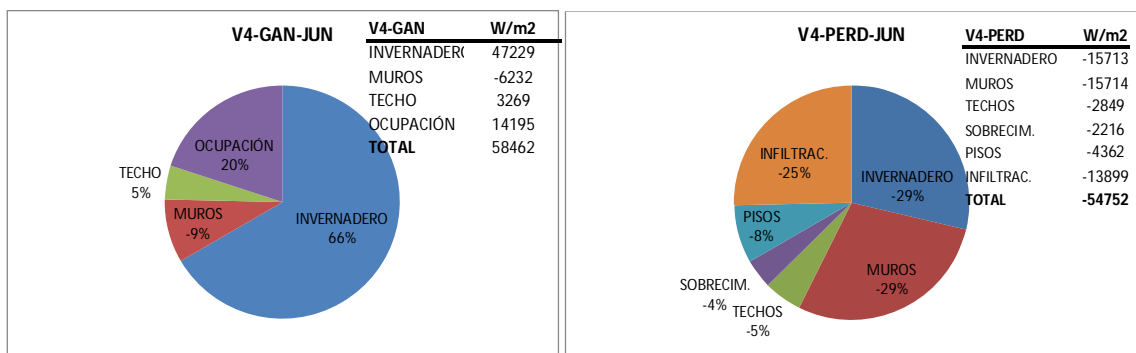 V4-GAN-JUN
V4-GAN W/m2
INVERNADERO 47229
MUROS -6232
TECHO 3269
OCUPACIÓN 14195
TOTAL 58462
OCUPACIÓN
20%
TECHO
5%
MUROS
-9%
INVERNADERO
66%
V4-PERD-JUN
V4-PERD W/m2
INVERNADERO -15713
MUROS -15714
TECHOS -2849
SOBRECIM. -2216
PISOS -4362
INFILTRAC. -13899
TOTAL -54752
INFILTRAC.
-25%
INVERNADERO
-29%
PISOS
-8%
MUROS
-29%
SOBRECIM.
-4%
TECHOS
-5%